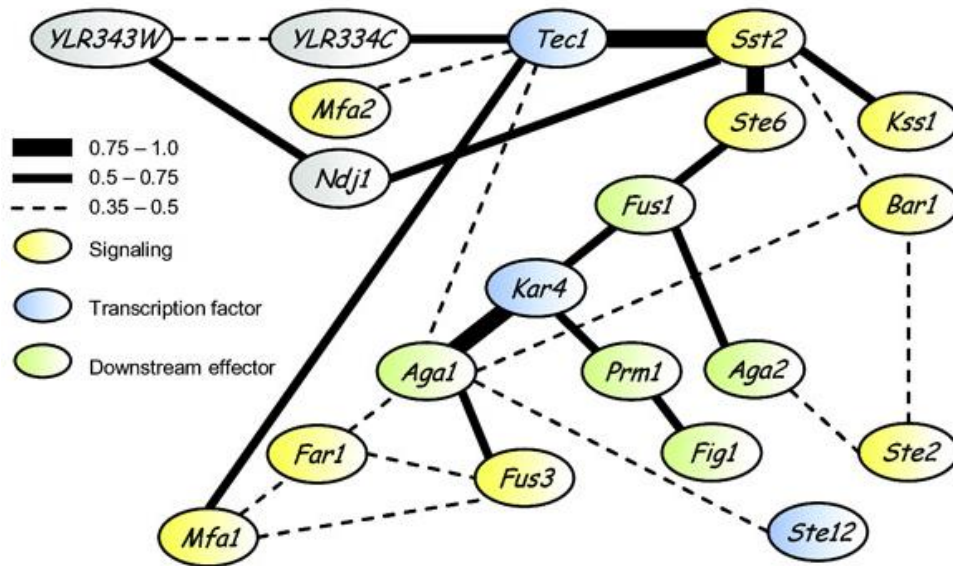 YLR343W
YLR334C
Tec1
Sst2
Mfa2
Ste6
Kss1
0.75 – 1.0
0.5 – 0.75
0.35 – 0.5
Ndj1
Fus1
Bar1
Signaling
Kar4
Transcription factor
Aga1
Prm1
Aga2
Downstream effector
Far1
Fig1
Ste2
Fus3
Mfa1
Ste12